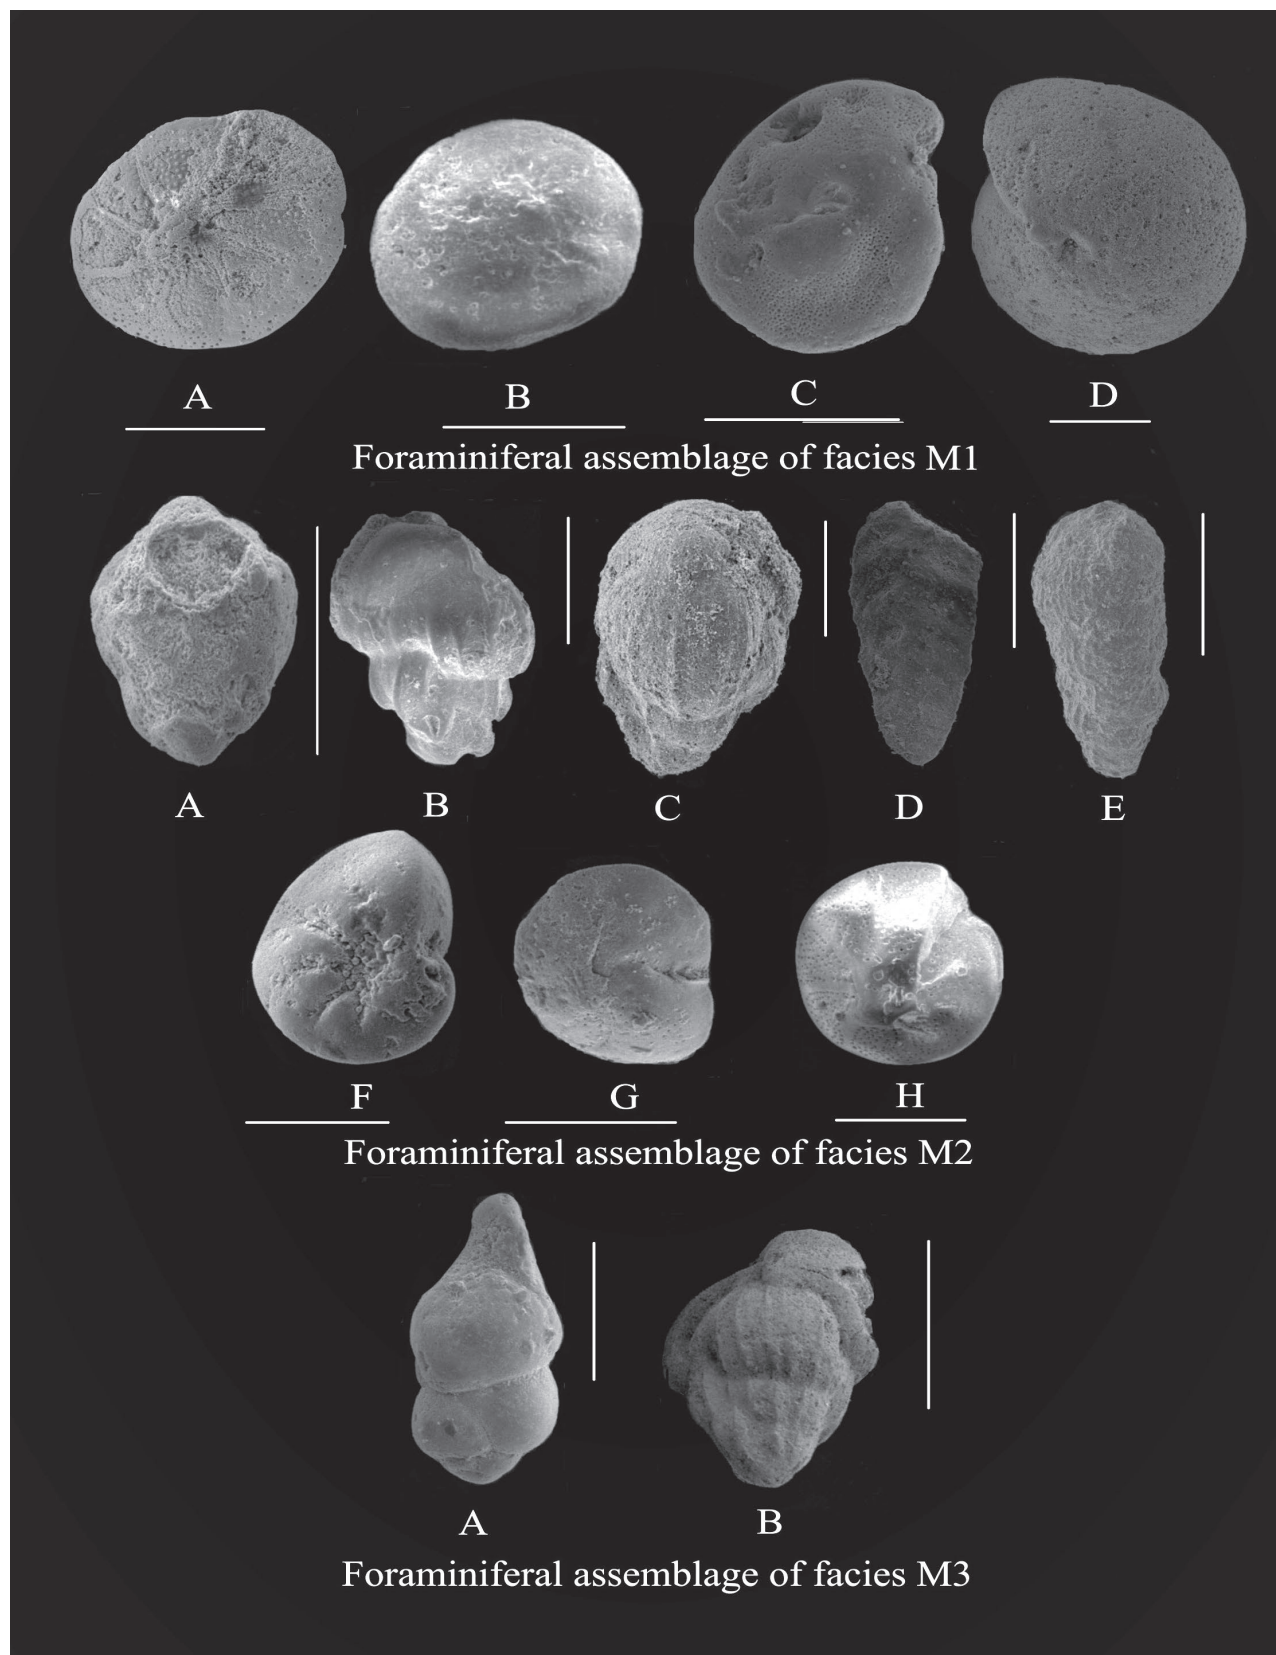 A B C D
Foraminiferal assemblage of facies M1
A B C D E
F G H
Foraminiferal assemblage of facies M2
A B
Foraminiferal assemblage of facies M3